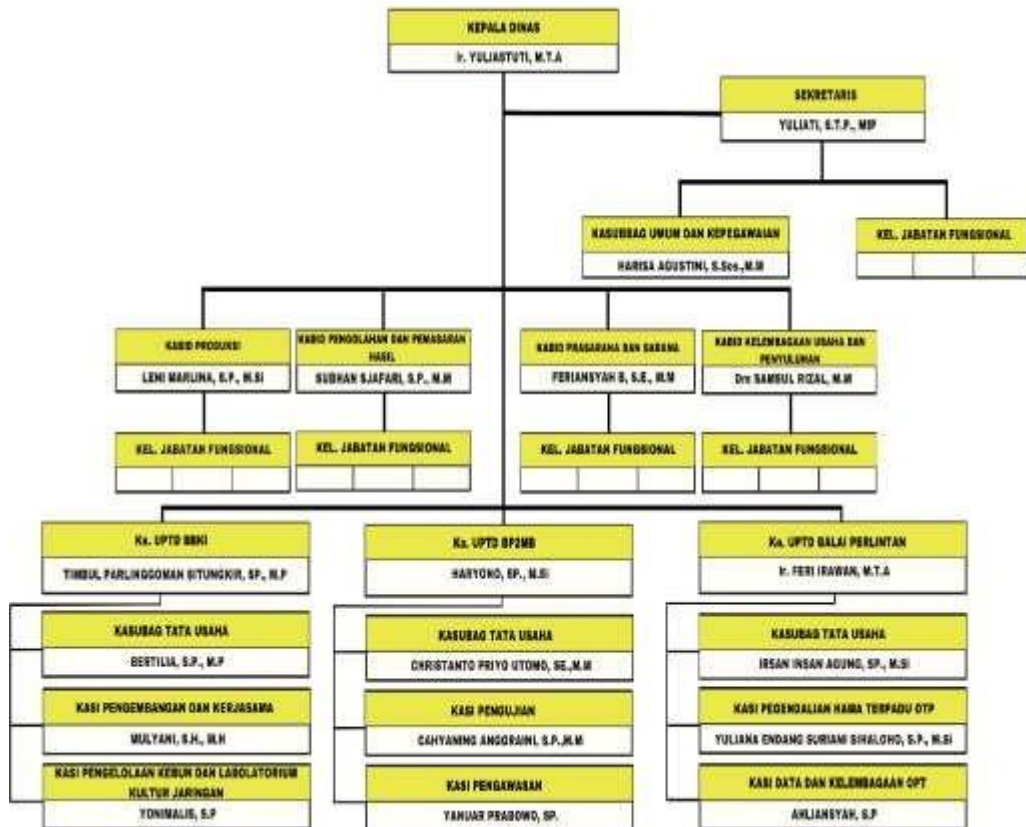 KEPALA DINAS
Ir. YULIASTUTI, M.T.A
SEKRETARIS
YULIATI, S.T.P., MIP
KASUBBAG UMUM DAN KEPEGAWAIAN
HARISA AGUSTINI, S.Sos.,M.M
KEL. JABATAN FUNGSIONAL
KABID PRODUKSI
LENI MARLINA, S.P., M.Si
KABID PENGOLAHAN DAN PEMASARAN
HASIL
SUBHAN SJAFARI, S.P., M.M
KABID PRASARANA DAN SARANA
FERIANSYAH B, S.E., M.M
KABID KELEMBAGAAN USAHA DAN
PENYULUHAN
Drs SAMSUL RIZAL, M.M
KEL. JABATAN FUNGSIONAL
KEL. JABATAN FUNGSIONAL
KEL. JABATAN FUNGSIONAL
KEL. JABATAN FUNGSIONAL
Ka. UPTD BBKI
TIMBUL PARLINGGOMAN SITUNGKIR, SP., M.P
KASUBAG TATA USAHA
BERTILIA, S.P., M.P
KASI PENGEMBANGAN DAN KERJASAMA
MULYANI, S.H., M.H
KASI PENGELOLAAN KEBUN DAN LABOLATORIUM
KULTUR JARINGAN
YONIMALIS, S.P
Ka. UPTD BP2MB
HARYONO, SP., M.Si
KASUBAG TATA USAHA
CHRISTANTO PRIYO UTOMO, SE.,M.M
KASI PENGUJIAN
CAHYANING ANGGRAINI, S.P.,M.M
KASI PENGAWASAN
YANUAR PRABOWO, SP.
Ka. UPTD BALAI PERLINTAN
Ir. FERI IRAWAN, M.T.A
KASUBAG TATA USAHA
IRSAN INSAN AGUNG, SP., M.Si
KASI PEGENDALIAN HAMA TERPADU OTP
YULIANA ENDANG SURIANI SIHALOHO, S.P., M.Si
KASI DATA DAN KELEMBAGAAN OPT
AHLIANSYAH, S.P